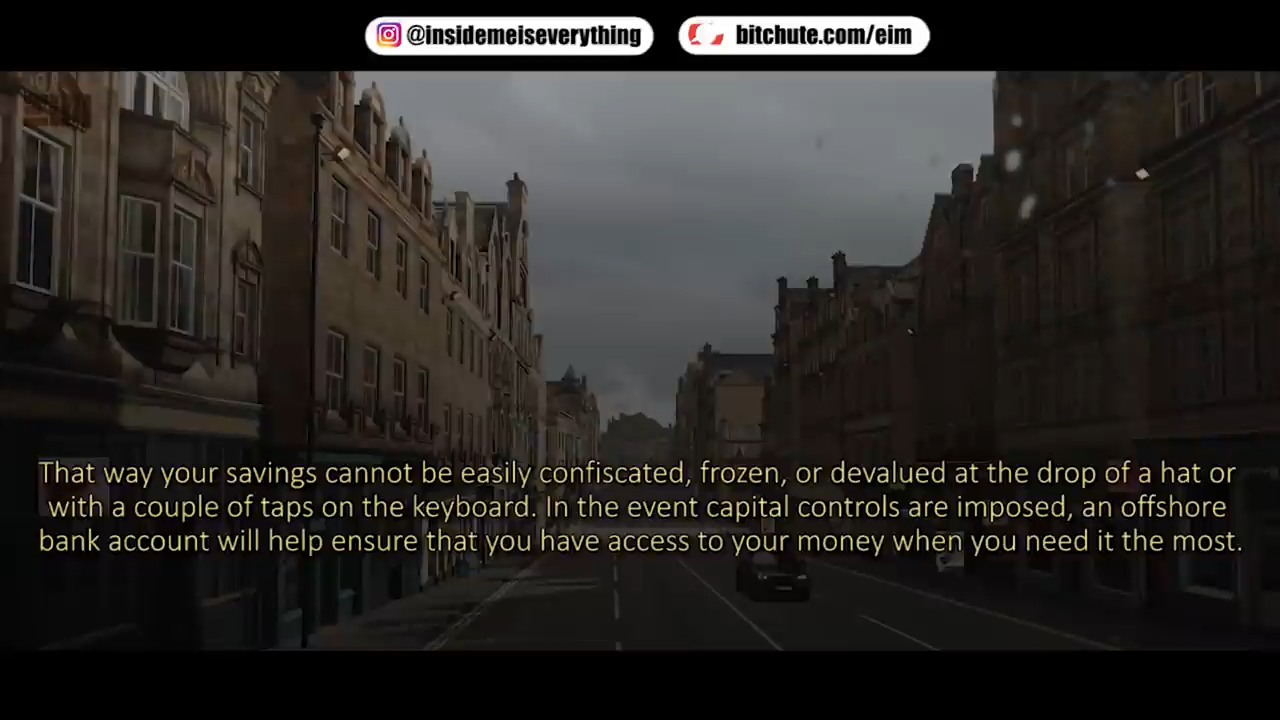 @insidemeiseverything
bitchute.com/eim
That way your savings cannot be easily confiscated, frozen, or devalued at the drop of a hat or
with a couple of taps on the keyboard. In the event capital controls are imposed, an offshore
bank account will help ensure that you have access to your money when you need it the most.